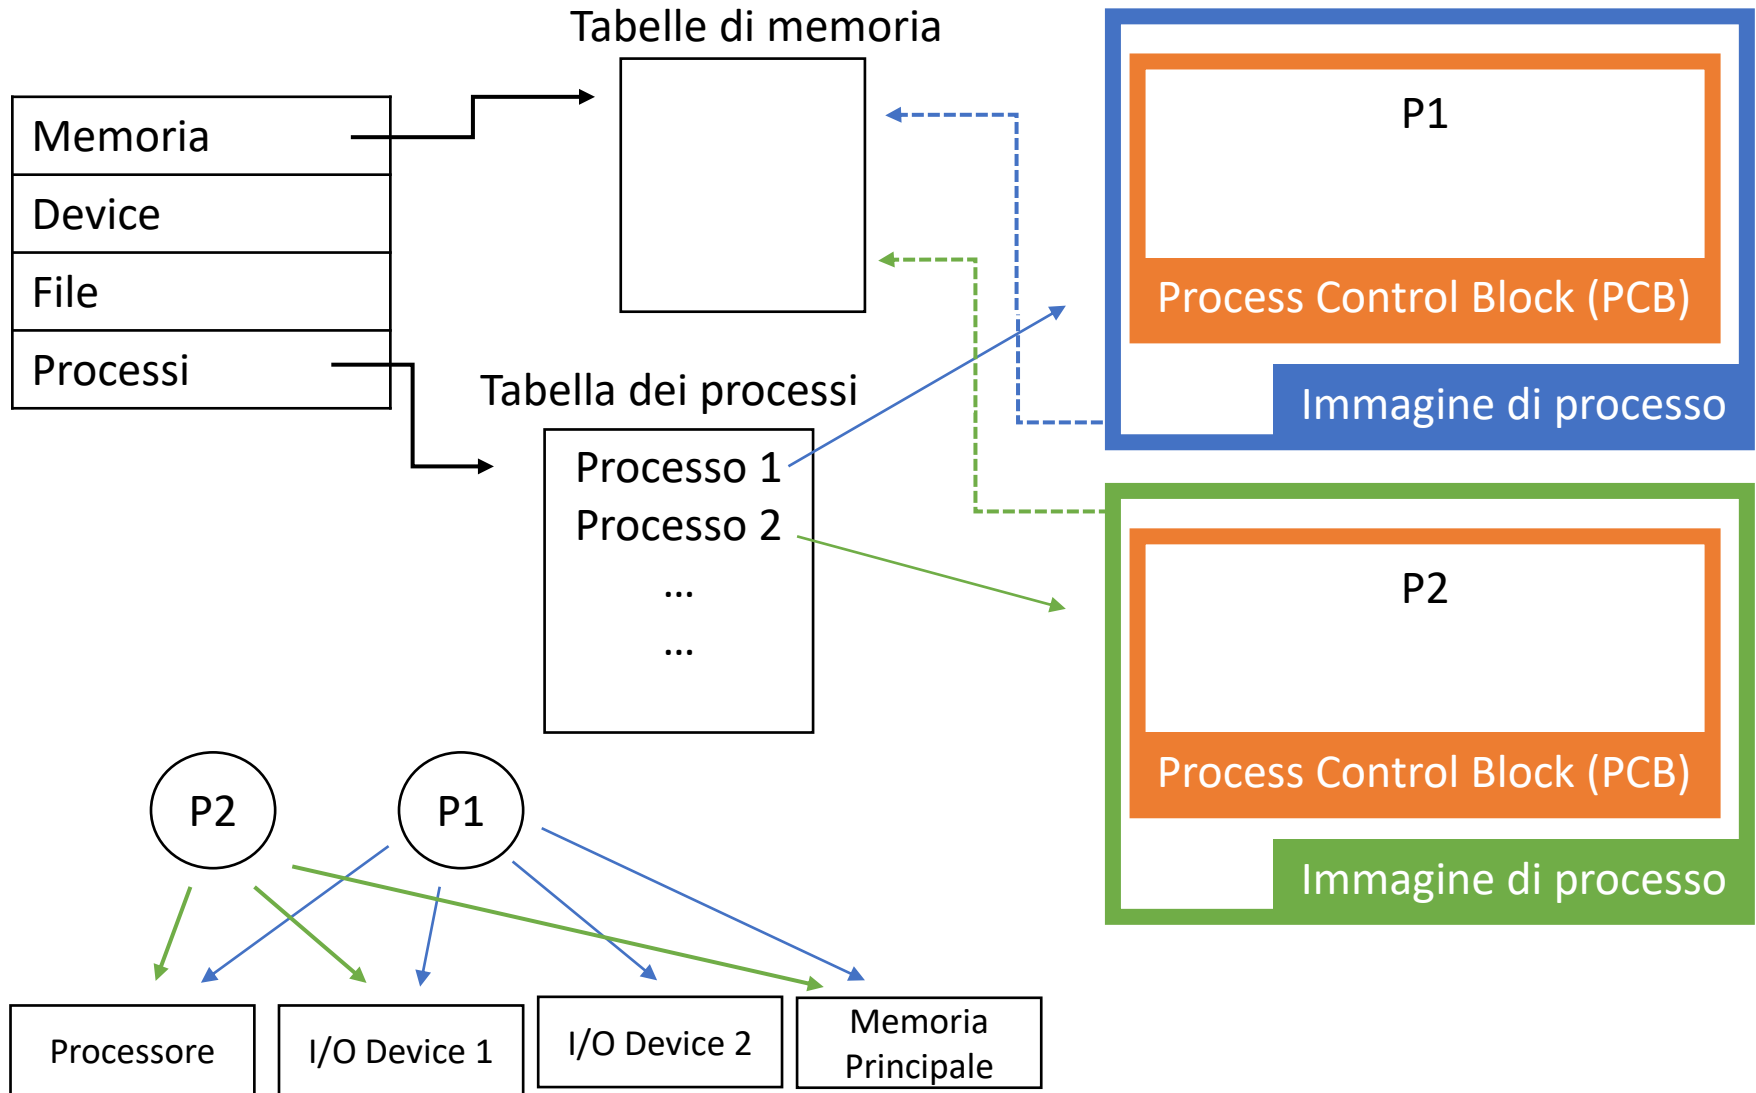 Tabelle di memoria
Memoria
Device
File
Processi
Tabella dei processi
Processo 1
Processo 2
...
...
P1
Process Control Block (PCB)
Immagine di processo
P2
Process Control Block (PCB)
Immagine di processo
P2
P1
Processore
I/O Device 1
I/O Device 2
Memoria
Principale